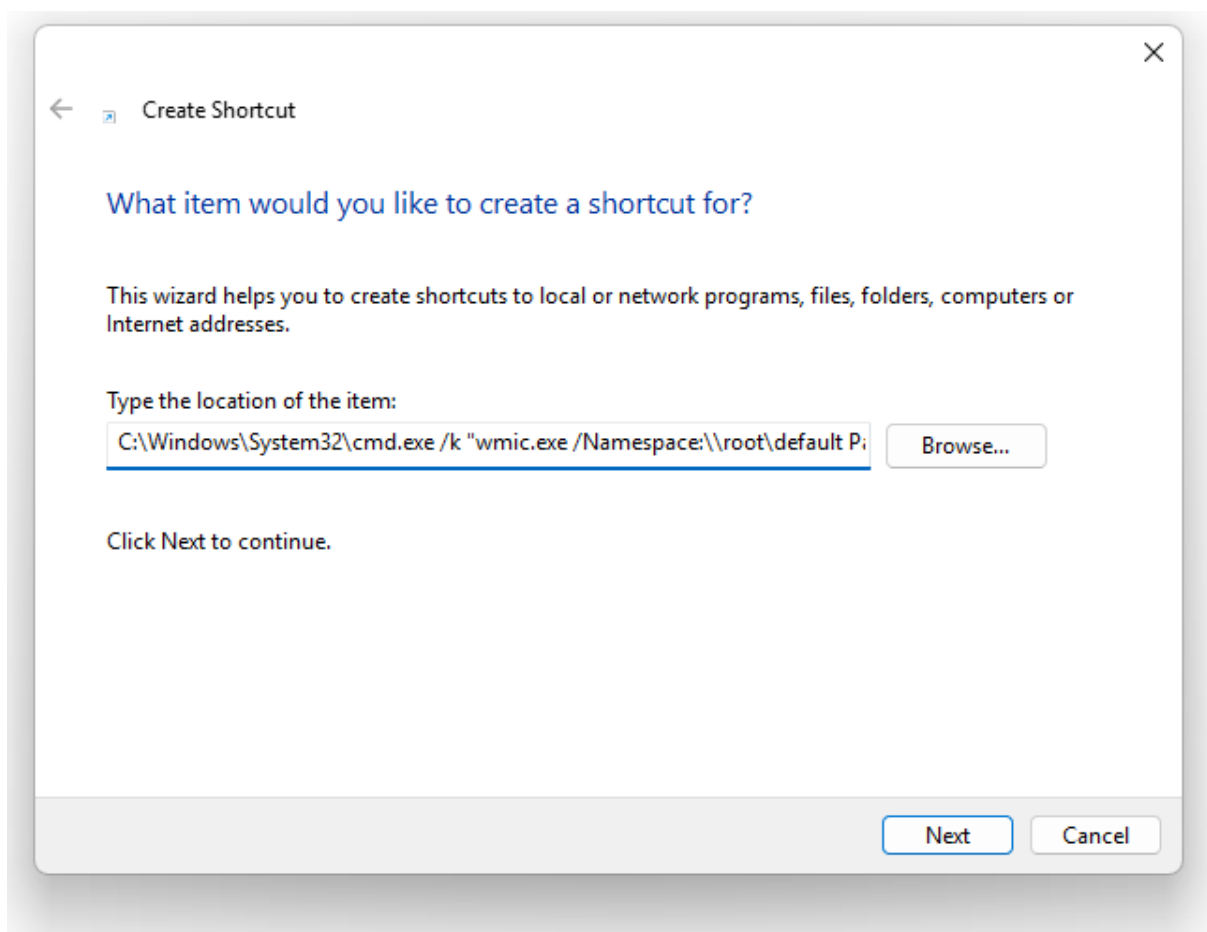 Create Shortcut
What item would you like to create a shortcut for?
This wizard helps you to create shortcuts to local or network programs, files, folders, computers or
Internet addresses.
Type the location of the item:
C:\Windows\System32\cmd.exe /k "wmic.exe /Namespace:\\root\default Pa
Browse...
Click Next to continue.
Next
Cancel